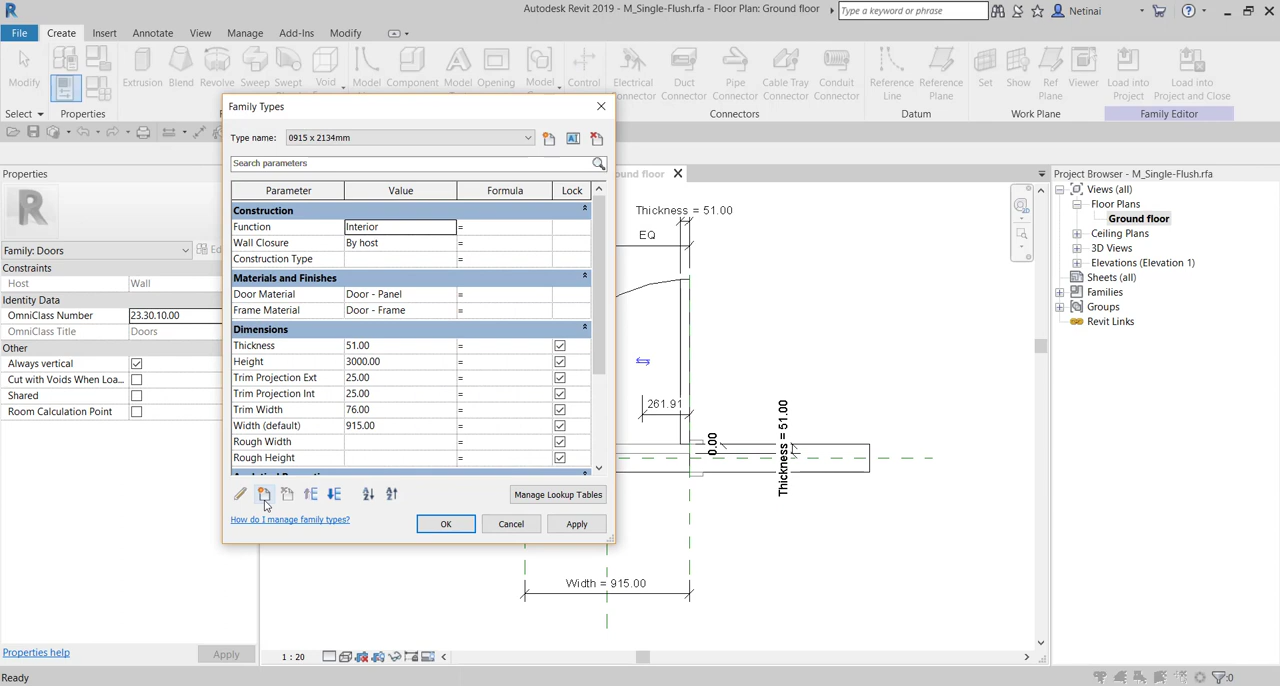 Autodesk Revit 2019 - M_Single-Flush.rfa - Floor Plan: Ground floor
Type a keyword or phrase
Netinai
File
Create
Insert
Annotate
View
Manage
Add-Ins
Modify
Modify
Extrusion
Blend
Revolve
Sweep
Swept
Void
Model
Component
Model
Opening
Model
Control
Electrical
Connector
Duct
Connector
Pipe
Connector
Cable Tray
Connector
Conduit
Connector
Reference
Line
Reference
Plane
Set
Show
Ref
Plane
Viewer
Load into
Project
Load into
Project and Close
Select
Properties
Connectors
Datum
Work Plane
Family Editor
Properties
Family: Doors
Constraints
Host Wall
Identity Data
OmniClass Number 23.30.10.00
OmniClass Title Doors
Other
Always vertical
Cut with Voids When Loa...
Shared
Room Calculation Point
Properties help
Apply
Family Types
Type name: 0915 x 2134mm
Search parameters
Parameter Value Formula Lock
Construction
Function Interior =
Wall Closure By host =
Construction Type =
Materials and Finishes
Door Material Door - Panel =
Frame Material Door - Frame =
Dimensions
Thickness 51.00 =
Height 3000.00 =
Trim Projection Ext 25.00 =
Trim Projection Int 25.00 =
Trim Width 76.00 =
Width (default) 915.00 =
Rough Width =
Rough Height =
Manage Lookup Tables
How do I manage family types?
OK
Cancel
Apply
und floor
Thickness = 51.00
EQ
261.91
0.00
Thickness = 51.00
Width = 915.00
1 : 20
Project Browser - M_Single-Flush.rfa
Views (all)
Floor Plans
Ground floor
Ceiling Plans
3D Views
Elevations (Elevation 1)
Sheets (all)
Families
Groups
Revit Links
Ready
:0